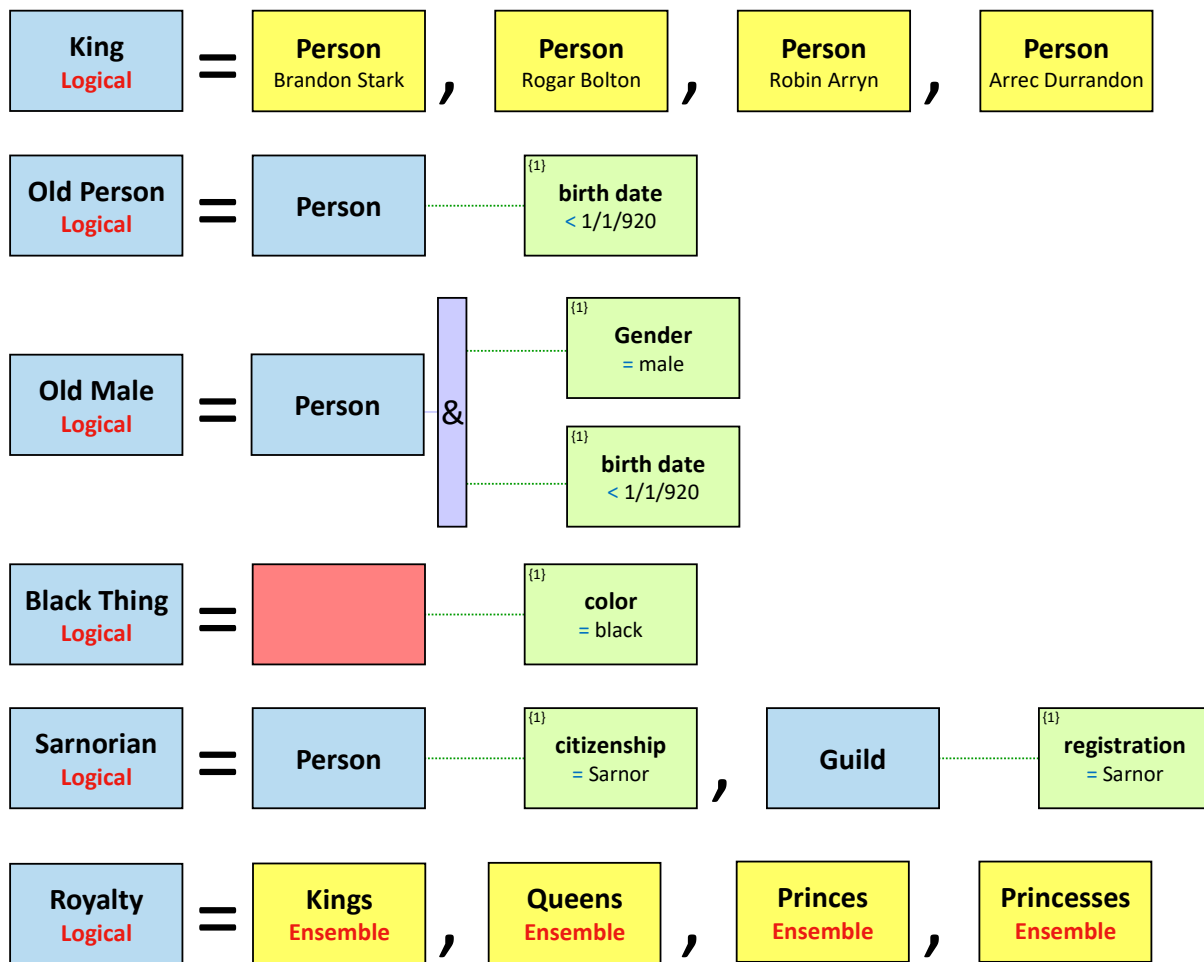 King
Logical
=
Person
Brandon Stark
,
Person
Rogar Bolton
,
Person
Robin Arryn
,
Person
Arrec Durrandon
Old Person
Logical
=
Person
{1}
birth date
< 1/1/920
Old Male
Logical
=
Person
&
{1}
Gender
= male
{1}
birth date
< 1/1/920
Black Thing
Logical
=
{1}
color
= black
Sarnorian
Logical
=
Person
{1}
citizenship
= Sarnor
,
Guild
{1}
registration
= Sarnor
Royalty
Logical
=
Kings
Ensemble
,
Queens
Ensemble
,
Princes
Ensemble
,
Princesses
Ensemble